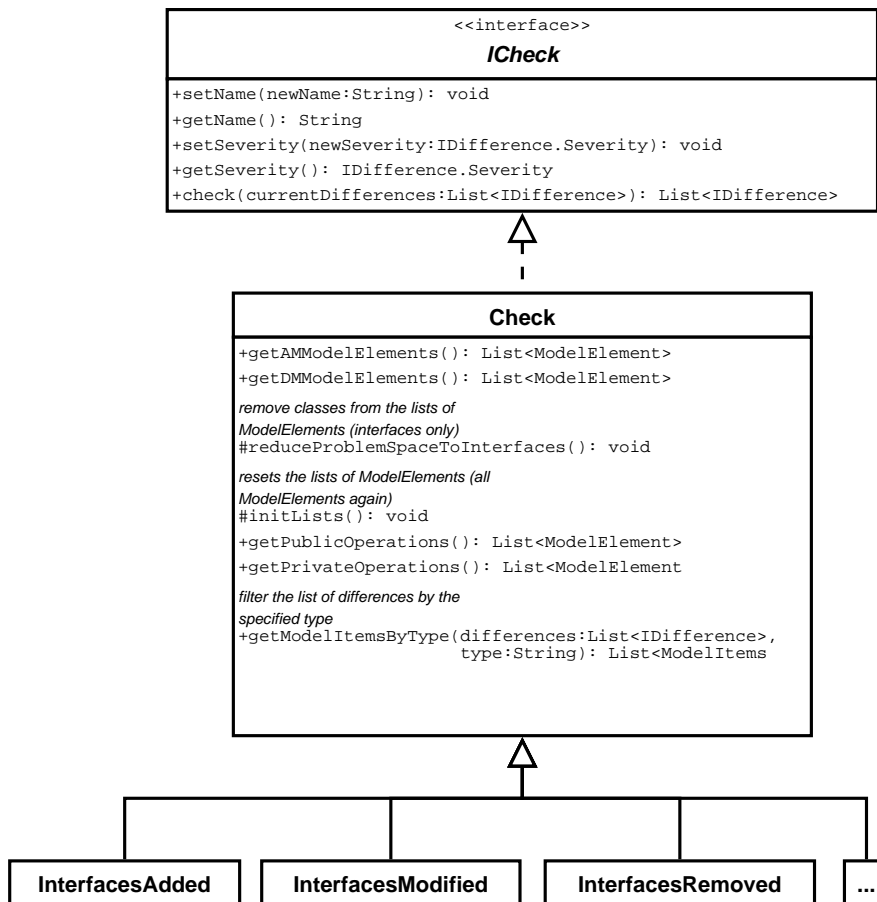 <<interface>>
ICheck
+setName(newName:String): void
+getName(): String
+setSeverity(newSeverity:IDifference.Severity): void
+getSeverity(): IDifference.Severity
+check(currentDifferences:List<IDifference>): List<IDifference>
Check
+getAMModelElements(): List<ModelElement>
+getDMModelElements(): List<ModelElement>
remove classes from the lists of
ModelElements (interfaces only)
#reduceProblemSpaceToInterfaces(): void
resets the lists of ModelElements (all
ModelElements again)
#initLists(): void
+getPublicOperations(): List<ModelElement>
+getPrivateOperations(): List<ModelElement
filter the list of differences by the
specified type
+getModelItemsByType(differences:List<IDifference>,
type:String): List<ModelItems
InterfacesAdded
InterfacesModified
InterfacesRemoved
...